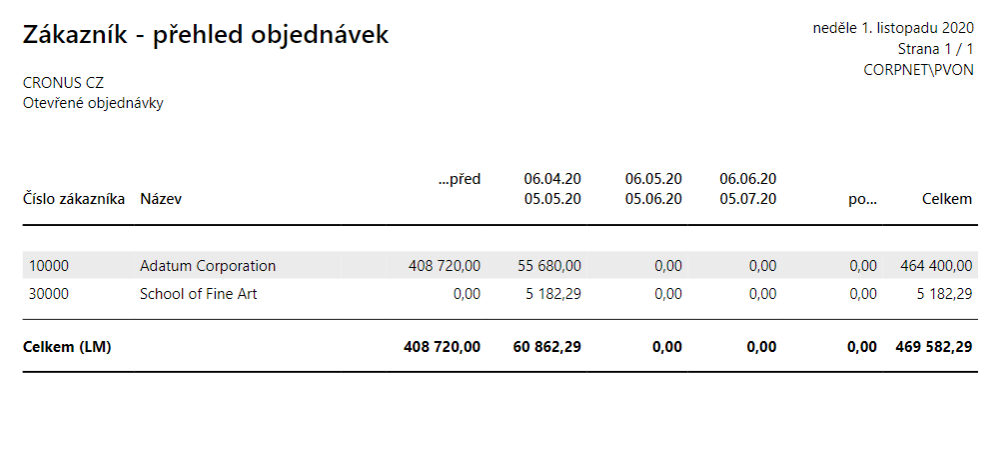 Zákazník - přehled objednávek
neděle 1. listopadu 2020
Strana 1 / 1
CORPNET\PVON
CRONUS CZ
Otevřené objednávky
...před 06.04.20 06.05.20 06.06.20
Číslo zákazníka Název 05.05.20 05.06.20 05.07.20 po... Celkem
10000 Adatum Corporation 408 720,00 55 680,00 0,00 0,00 0,00 464 400,00
30000 School of Fine Art 0,00 5 182,29 0,00 0,00 0,00 5 182,29
Celkem (LM) 408 720,00 60 862,29 0,00 0,00 0,00 469 582,29